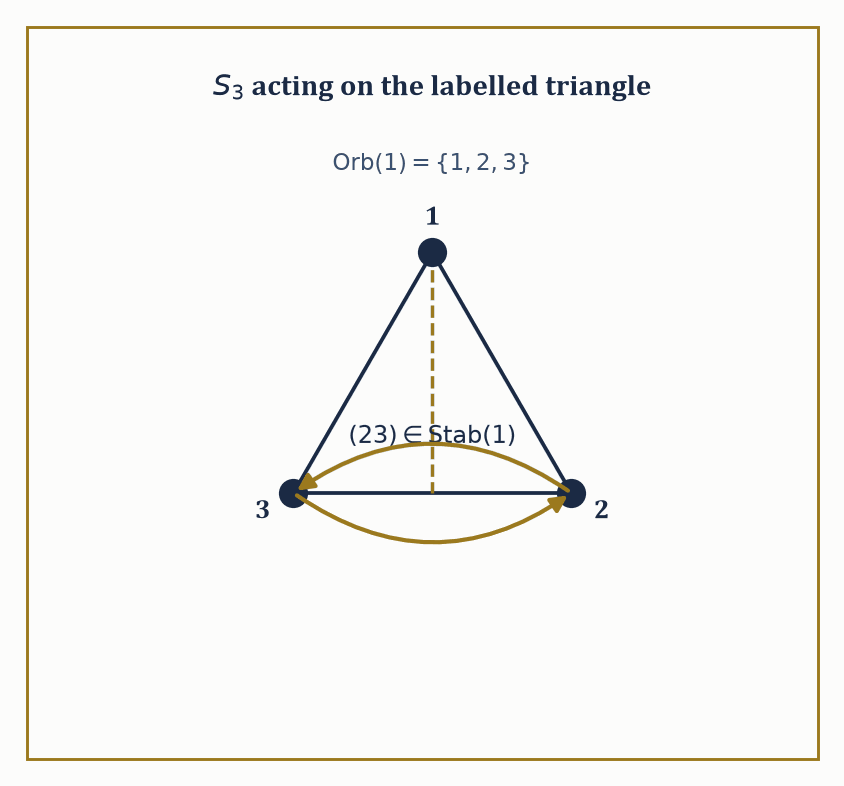 S₃ acting on the labelled triangle
Orb(1) = {1, 2, 3}
1
(23) ∈ Stab(1)
3
2